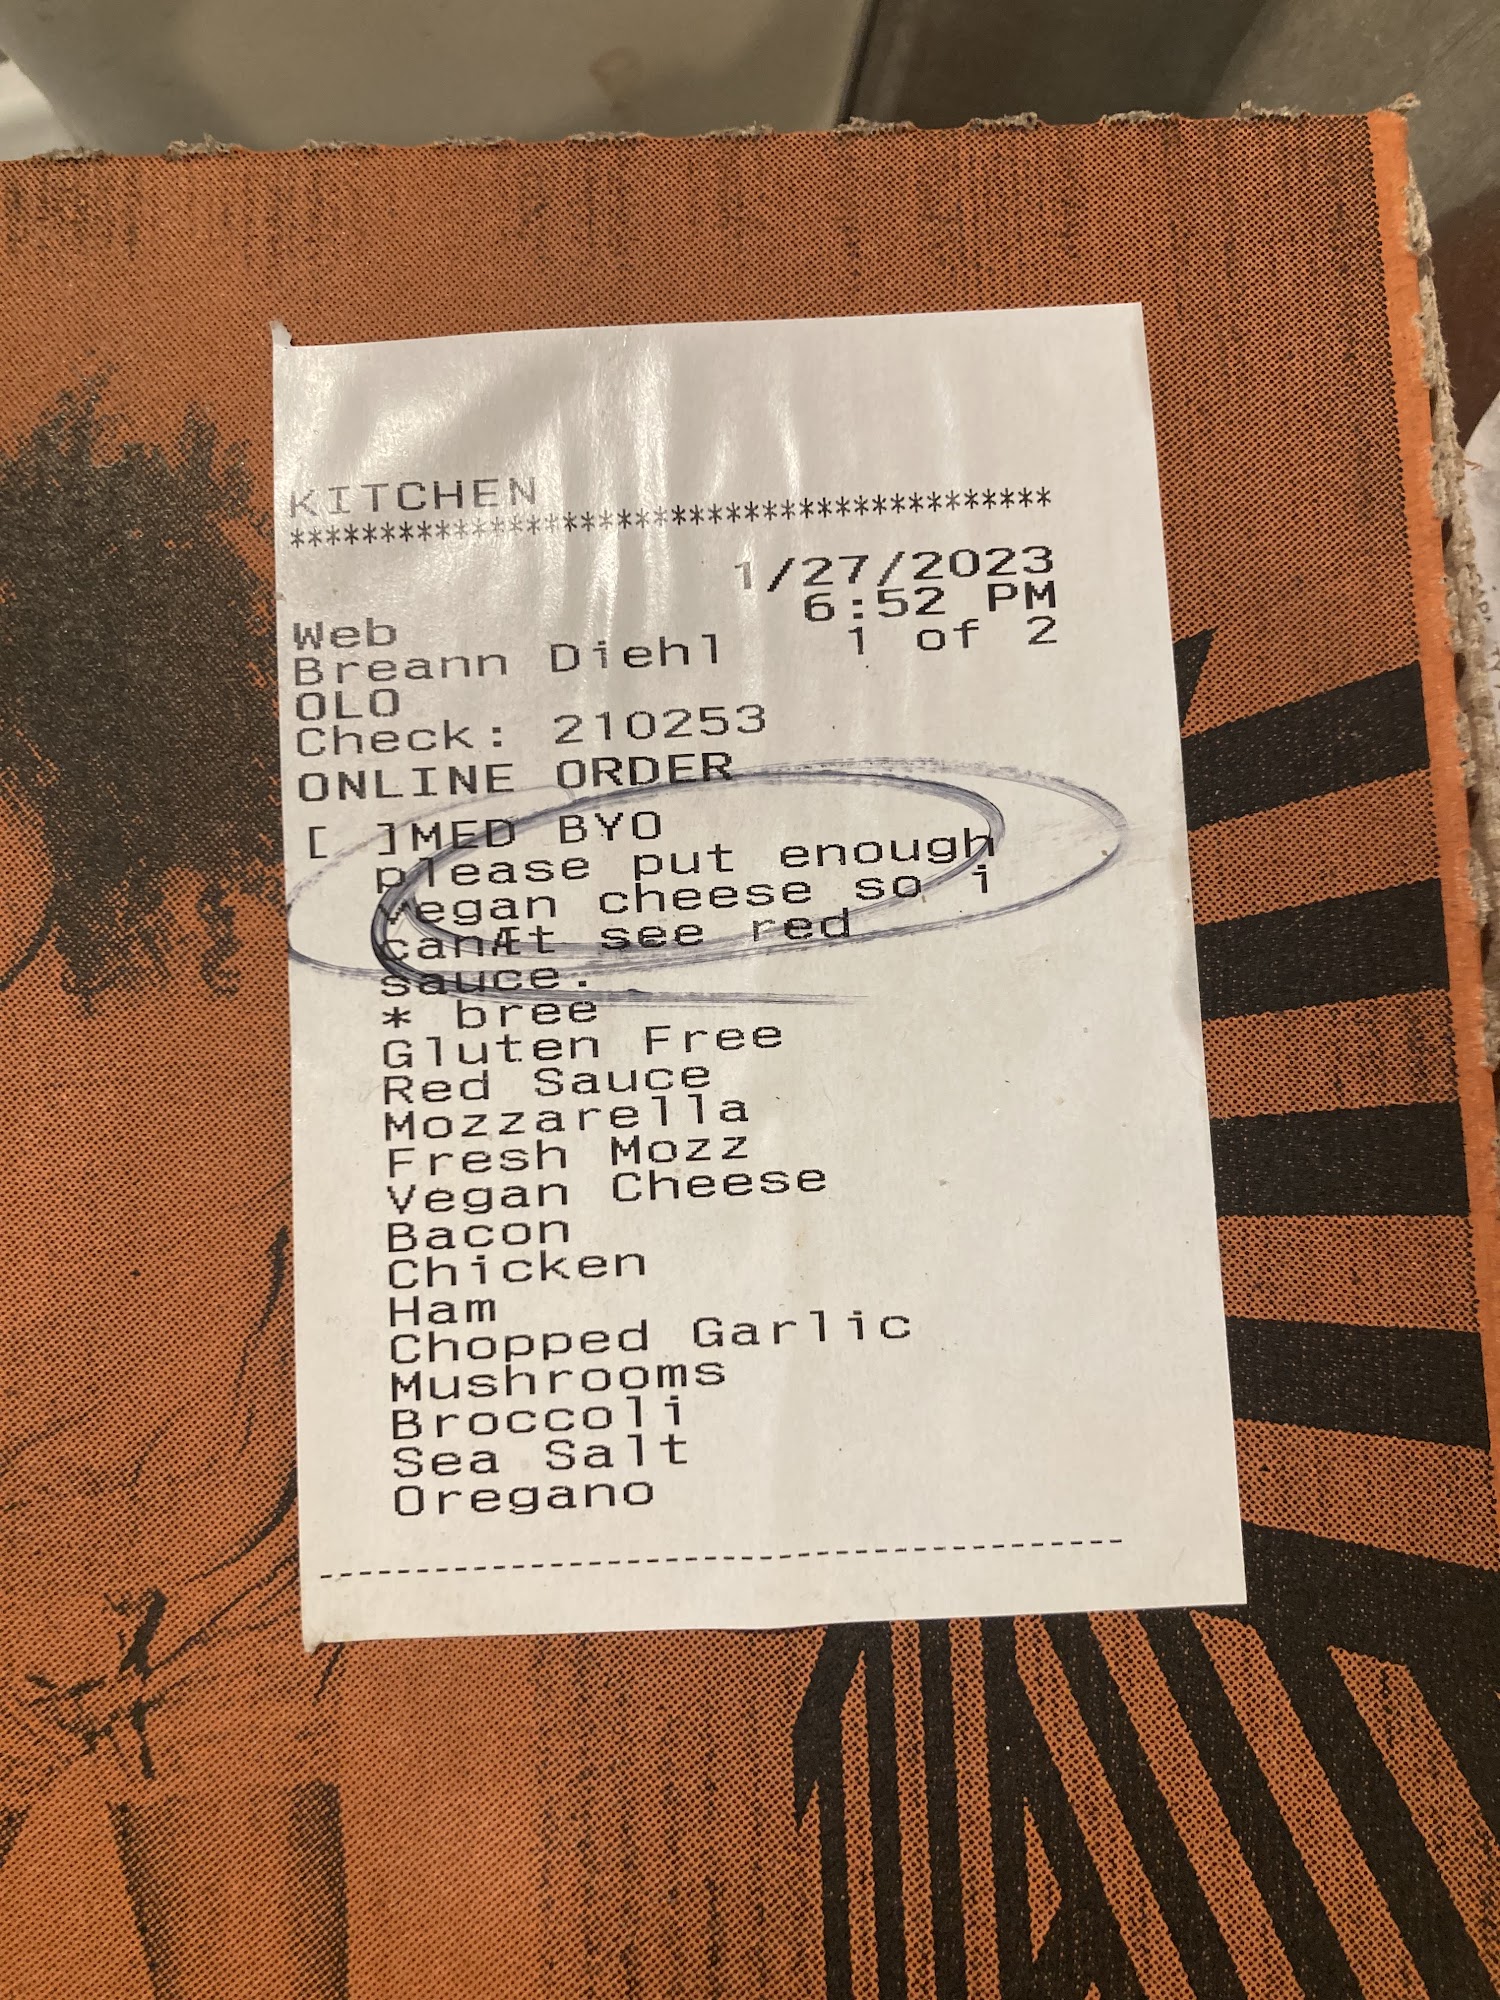 KITCHEN
******************************************
1/27/2023
6:52 PM
Web
Breann Diehl 1 of 2
OLO
Check: 210253
ONLINE ORDER
[ ]MED BYO
please put enough
vegan cheese so i
canÆt see red
sauce.
* bree
Gluten Free
Red Sauce
Mozzarella
Fresh Mozz
Vegan Cheese
Bacon
Chicken
Ham
Chopped Garlic
Mushrooms
Broccoli
Sea Salt
Oregano
--------------------------------------------